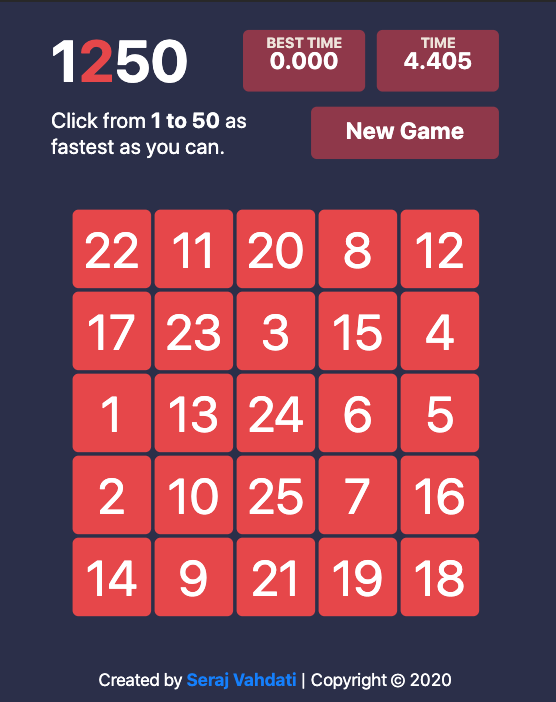 1250
BEST TIME
0.000
TIME
4.405
Click from 1 to 50 as
fastest as you can.
New Game
22 11 20 8 12
17 23 3 15 4
1 13 24 6 5
2 10 25 7 16
14 9 21 19 18
Created by Seraj Vahdati | Copyright © 2020